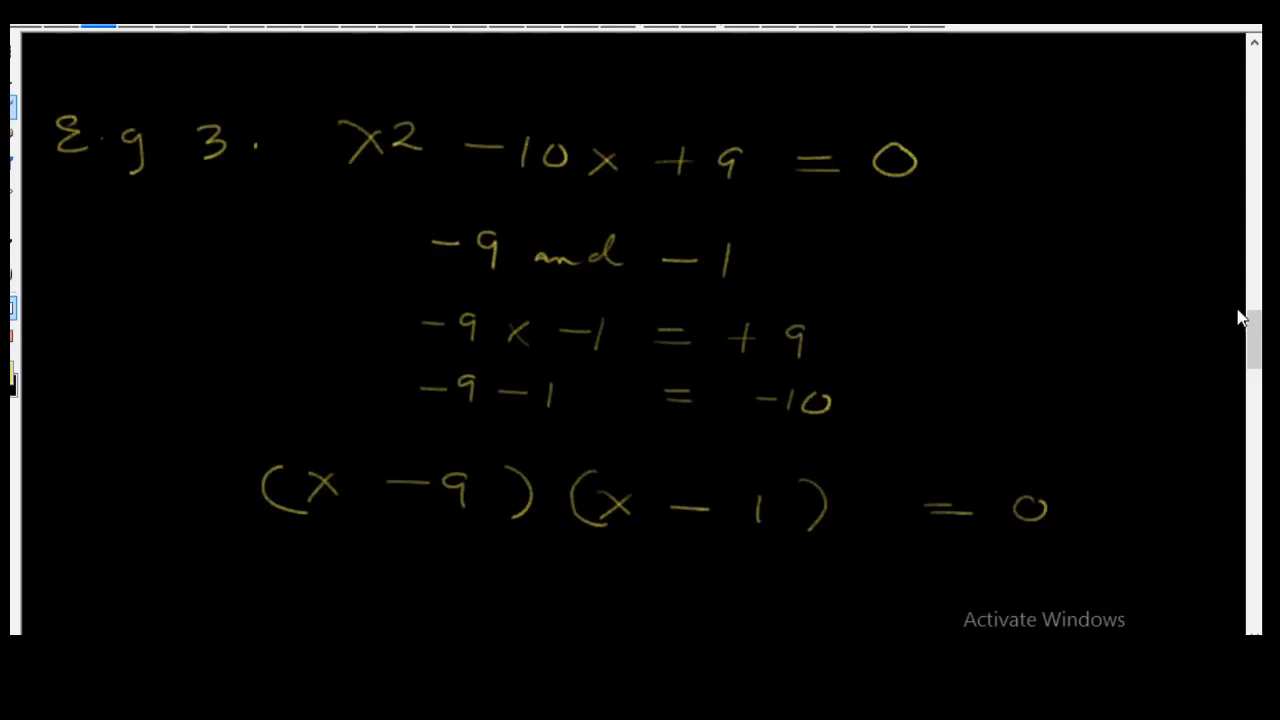 E.g 3. x2 -10x + 9 = 0
-9 and -1
-9 x -1 = + 9
-9 - 1 = -10
(x - 9) (x - 1) = 0
Activate Windows